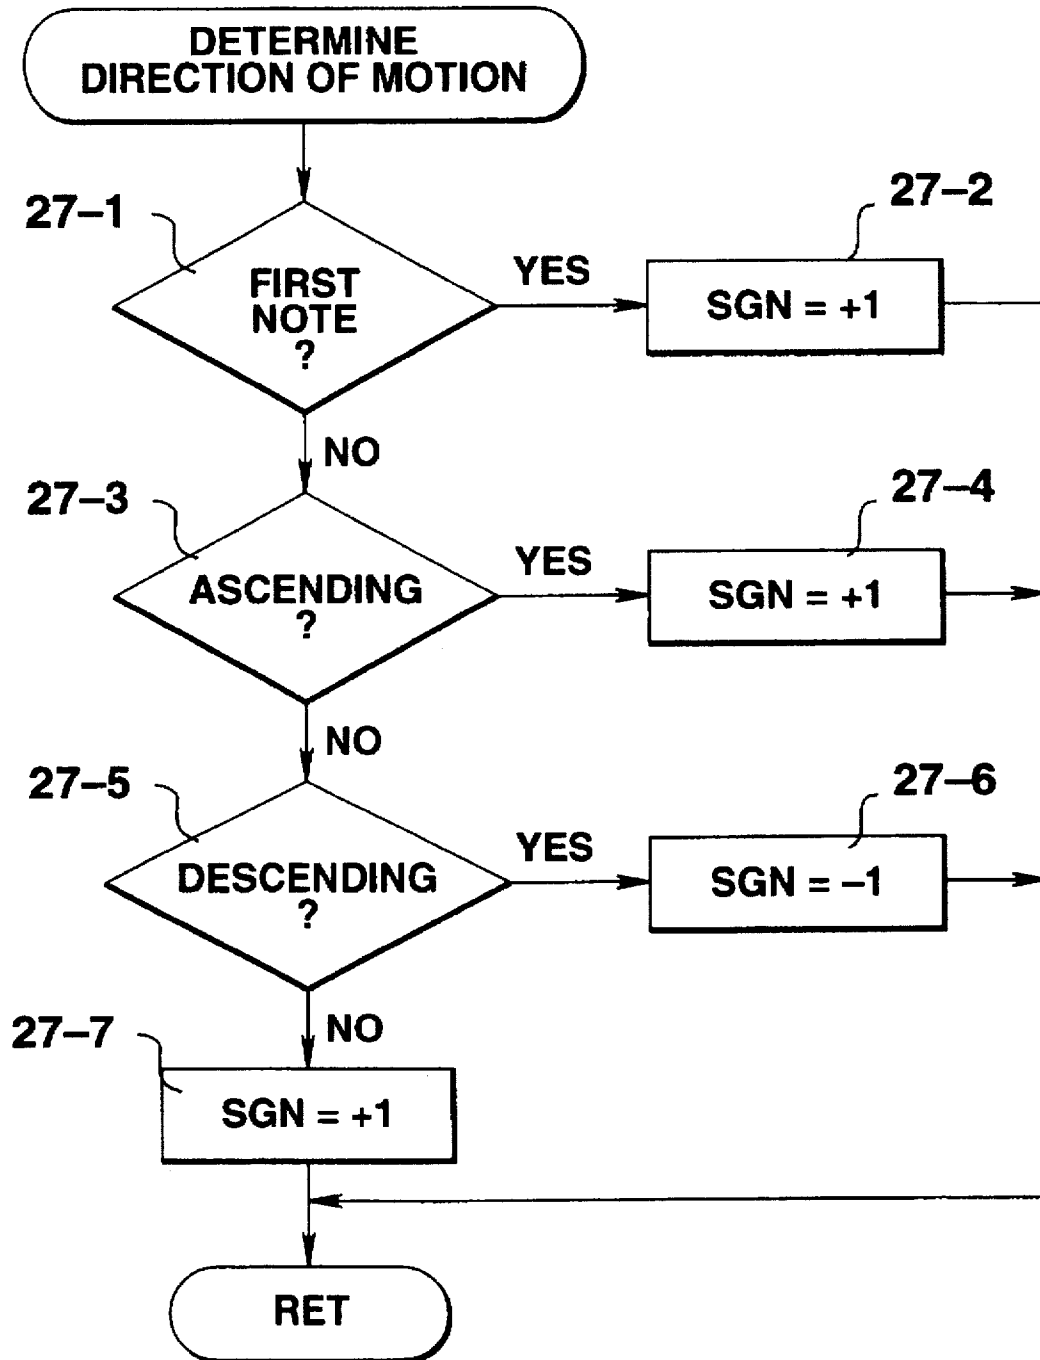 DETERMINE
DIRECTION OF MOTION
27–1
FIRST
NOTE
?
YES
27–2
SGN = +1
NO
27–3
ASCENDING
?
YES
27–4
SGN = +1
NO
27–5
DESCENDING
?
YES
27–6
SGN = –1
NO
27–7
SGN = +1
RET